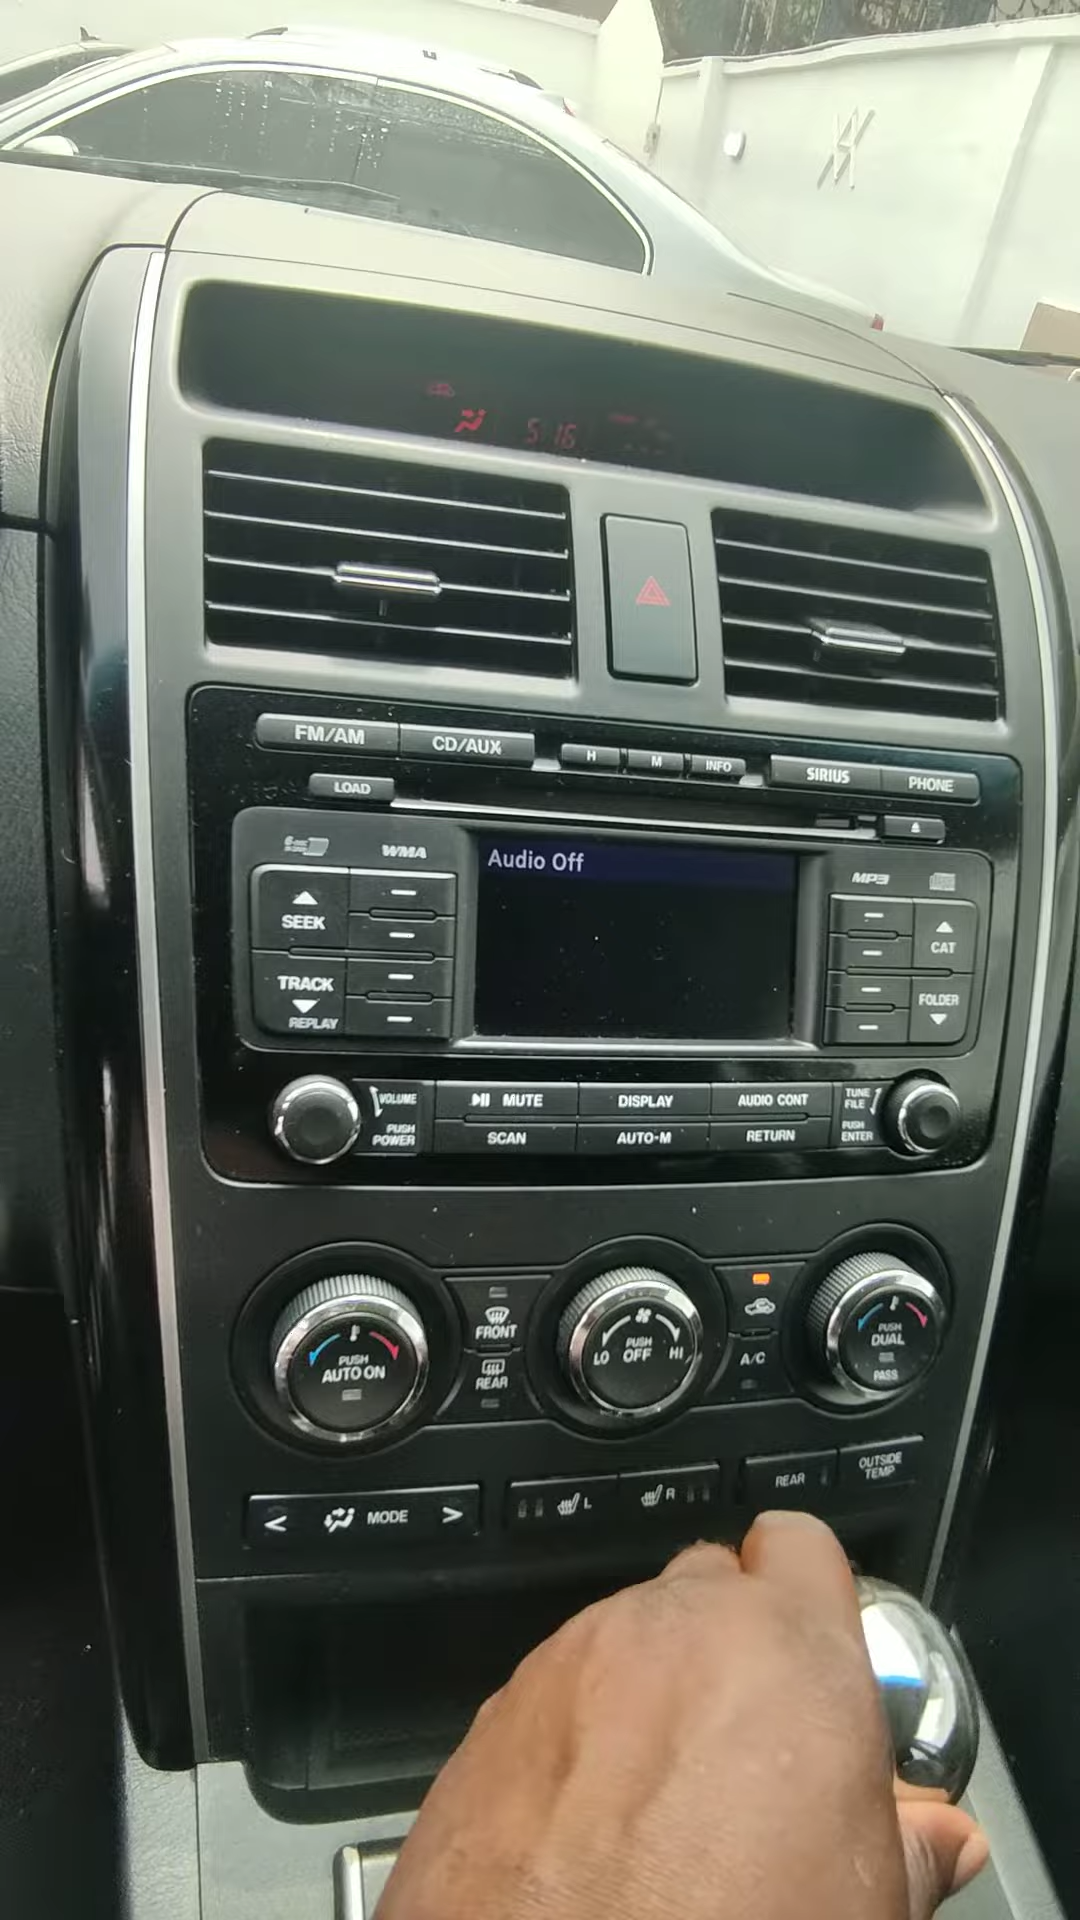 5:16
FM/AM
CD/AUX
H
M
INFO
SIRIUS
PHONE
LOAD
WMA
Audio Off
MP3
SEEK
CAT
TRACK
REPLAY
FOLDER
VOLUME
PUSH
POWER
MUTE
DISPLAY
AUDIO CONT
TUNE
FILE
PUSH
ENTER
SCAN
AUTO-M
RETURN
PUSH
AUTO ON
FRONT
REAR
PUSH
LO OFF HI
A/C
PUSH
DUAL
PASS
< MODE >
L
R
REAR
OUTSIDE
TEMP